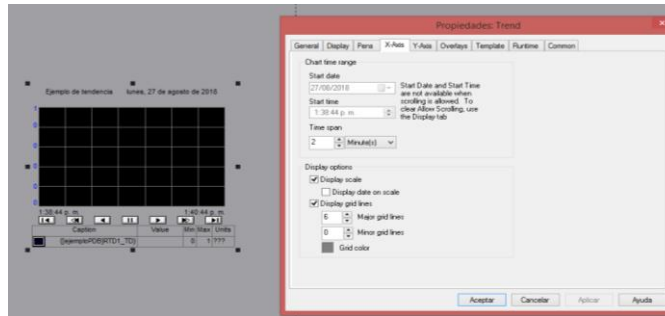 Propiedades: Trend
General Display Pens X-Axis Y-Axis Overlays Template Runtime Common
Chart time range
Start date
27/08/2018
Start Date and Start Time
are not available when
scrolling is allowed. To
clear Allow Scrolling, use
the Display tab
Start time
1:38:44 p. m.
Time span
2 Minute(s)
Display options
Display scale
Display date on scale
Display grid lines
6 Major grid lines
0 Minor grid lines
Grid color
Aceptar Cancelar Aplicar Ayuda
Ejemplo de tendencia lunes, 27 de agosto de 2018
1
0
0
0
0
1:38:44 p. m. 1:40:44 p. m.
Caption Value Min Max Units
0 1 ???